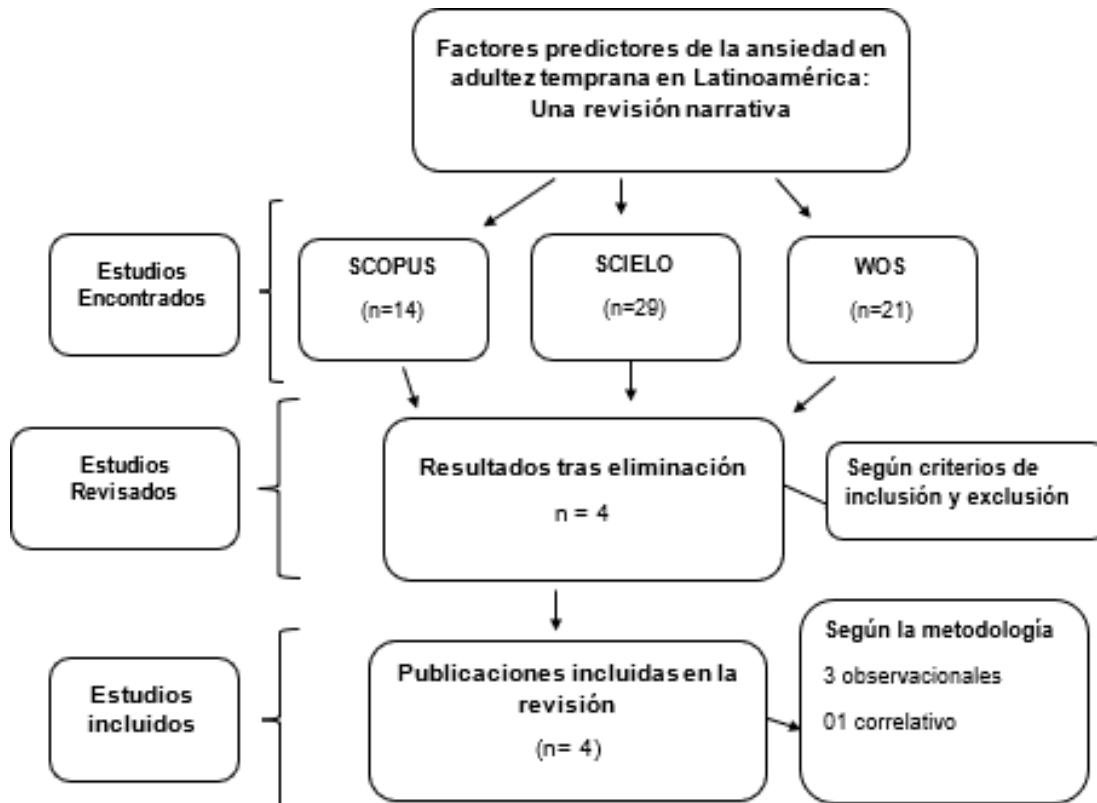 Factores predictores de la ansiedad en
adultez temprana en Latinoamérica:
Una revisión narrativa
Estudios
Encontrados
SCOPUS
(n=14)
SCIELO
(n=29)
WOS
(n=21)
Estudios
Revisados
Resultados tras eliminación
n = 4
Según criterios de
inclusión y exclusión
Estudios
incluidos
Publicaciones incluidas en la
revisión
(n= 4)
Según la metodología
3 observacionales
01 correlativo